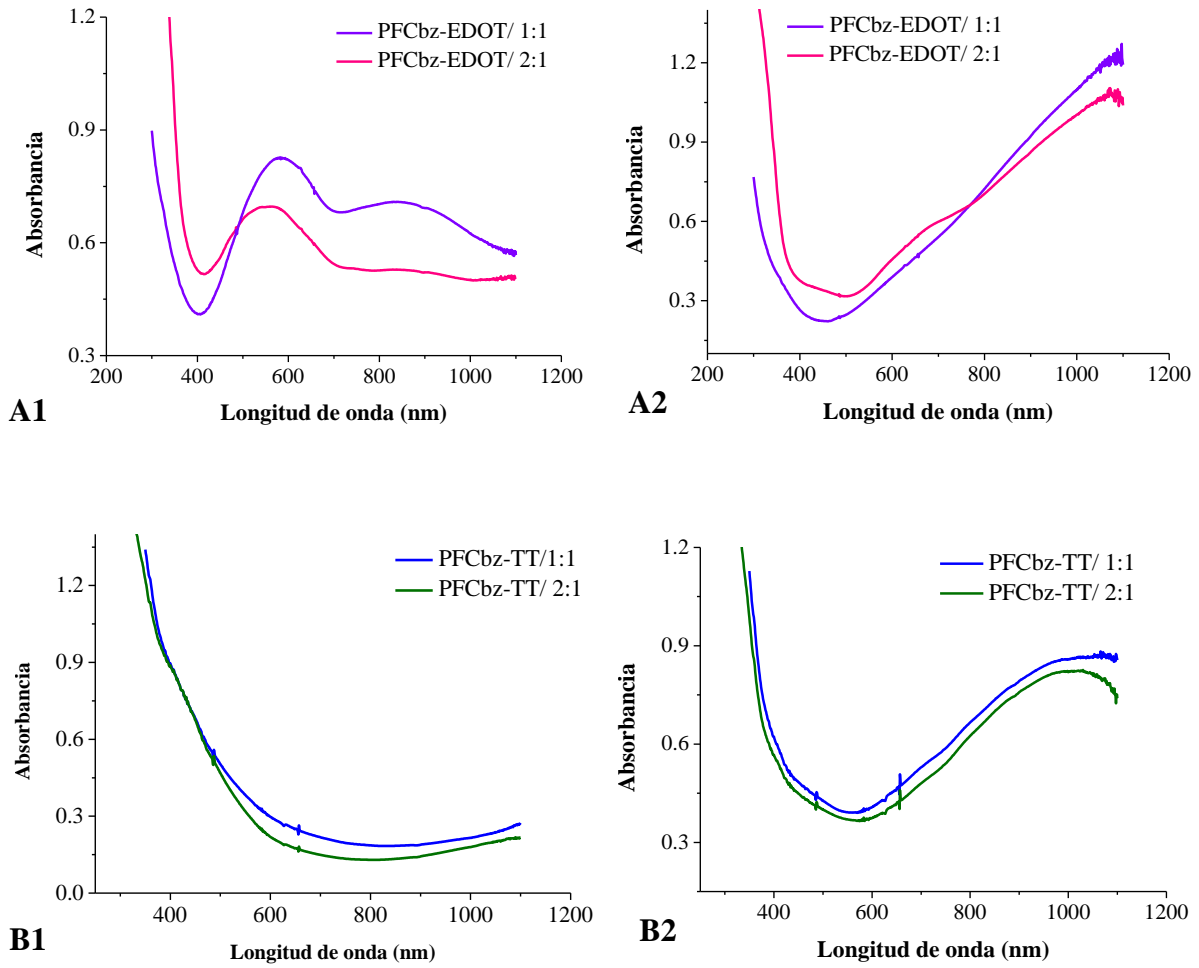 PFCbz-EDOT/ 1:1
PFCbz-EDOT/ 2:1
1.2
0.9
0.6
0.3
Absorbancia
200 400 600 800 1000 1200
Longitud de onda (nm)
A1
PFCbz-EDOT/ 1:1
PFCbz-EDOT/ 2:1
1.2
0.9
0.6
0.3
Absorbancia
200 400 600 800 1000 1200
Longitud de onda (nm)
A2
PFCbz-TT/1:1
PFCbz-TT/ 2:1
1.2
0.9
0.6
0.3
0.0
Absorbancia
400 600 800 1000 1200
Longitud de onda (nm)
B1
PFCbz-TT/ 1:1
PFCbz-TT/ 2:1
1.2
0.9
0.6
0.3
Absorbancia
400 600 800 1000 1200
Longitud de onda (nm)
B2